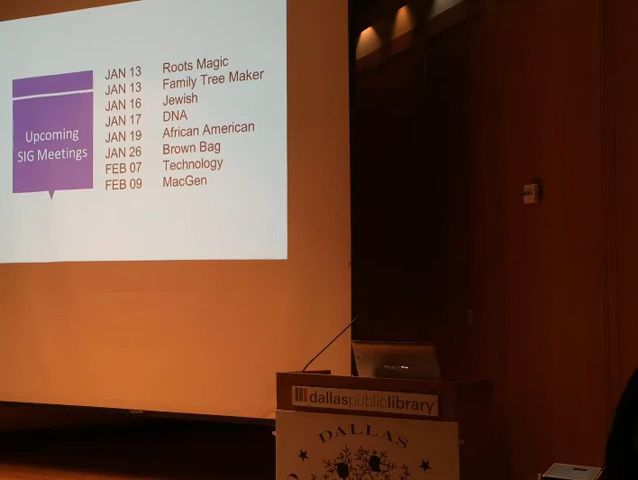 Upcoming
SIG Meetings
JAN 13 Roots Magic
JAN 13 Family Tree Maker
JAN 16 Jewish
JAN 17 DNA
JAN 19 African American
JAN 26 Brown Bag
FEB 07 Technology
FEB 09 MacGen
dallaspubliclibrary
DALLAS